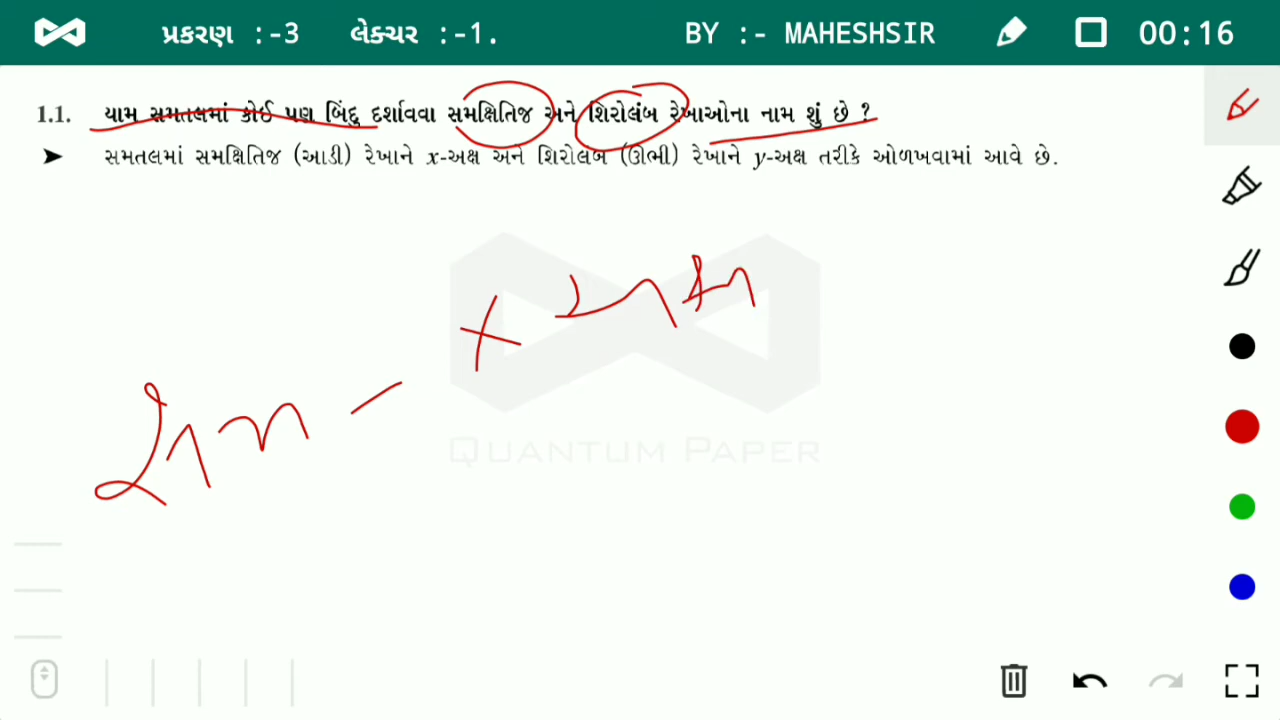 પ્રકરણ :-3 લેક્ચર :-1. BY :- MAHESHSIR 00:16
1.1. યામ સમતલમાં કોઈ પણ બિંદુ દર્શાવવા સમક્ષિતિજ અને શિરોલંબ રેખાઓના નામ શું છે ?
➤ સમતલમાં સમક્ષિતિજ (આડી) રેખાને x-અક્ષ અને શિરોલંબ (ઊભી) રેખાને y-અક્ષ તરીકે ઓળખવામાં આવે છે.
x અક્ષ
QUANTUM PAPER